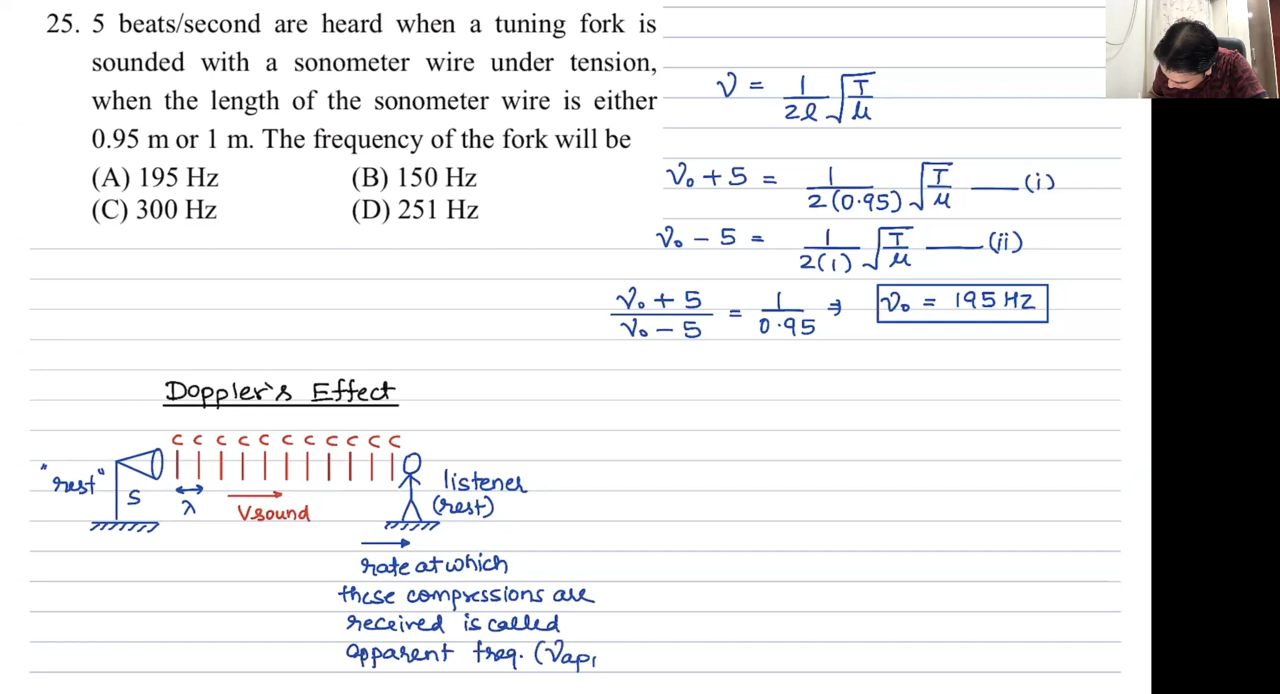 25. 5 beats/second are heard when a tuning fork is
sounded with a sonometer wire under tension,
when the length of the sonometer wire is either
0.95 m or 1 m. The frequency of the fork will be
(A) 195 Hz (B) 150 Hz
(C) 300 Hz (D) 251 Hz
ν = 1/2l √T/μ
ν₀ + 5 = 1/2(0.95) √T/μ —— (i)
ν₀ - 5 = 1/2(1) √T/μ —— (ii)
ν₀ + 5/ν₀ - 5 = 1/0.95 ⇒ ν₀ = 195 HZ
Doppler's Effect
C C C C C C C C C C C
"rest"
S
λ
Vsound
listener
(rest)
rate at which
these compressions are
received is called
apparent freq. (νapp